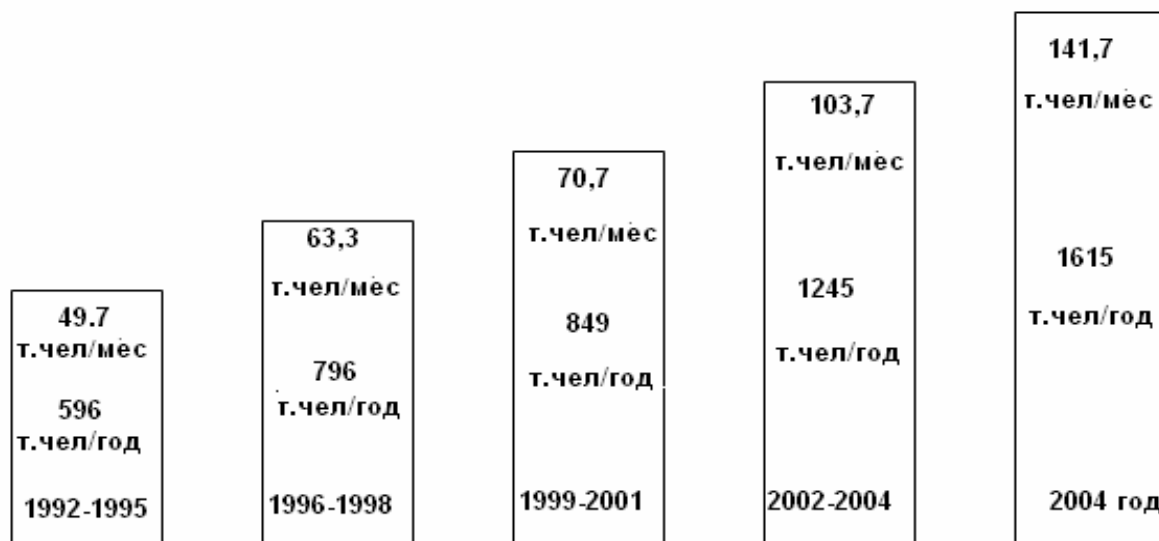 49.7
т.чел/мес
596
т.чел/год
1992-1995
63,3
т.чел/мес
796
т.чел/год
1996-1998
70,7
т.чел/мес
849
т.чел/год
1999-2001
103,7
т.чел/мес
1245
т.чел/год
2002-2004
141,7
т.чел/мес
1615
т.чел/год
2004 год